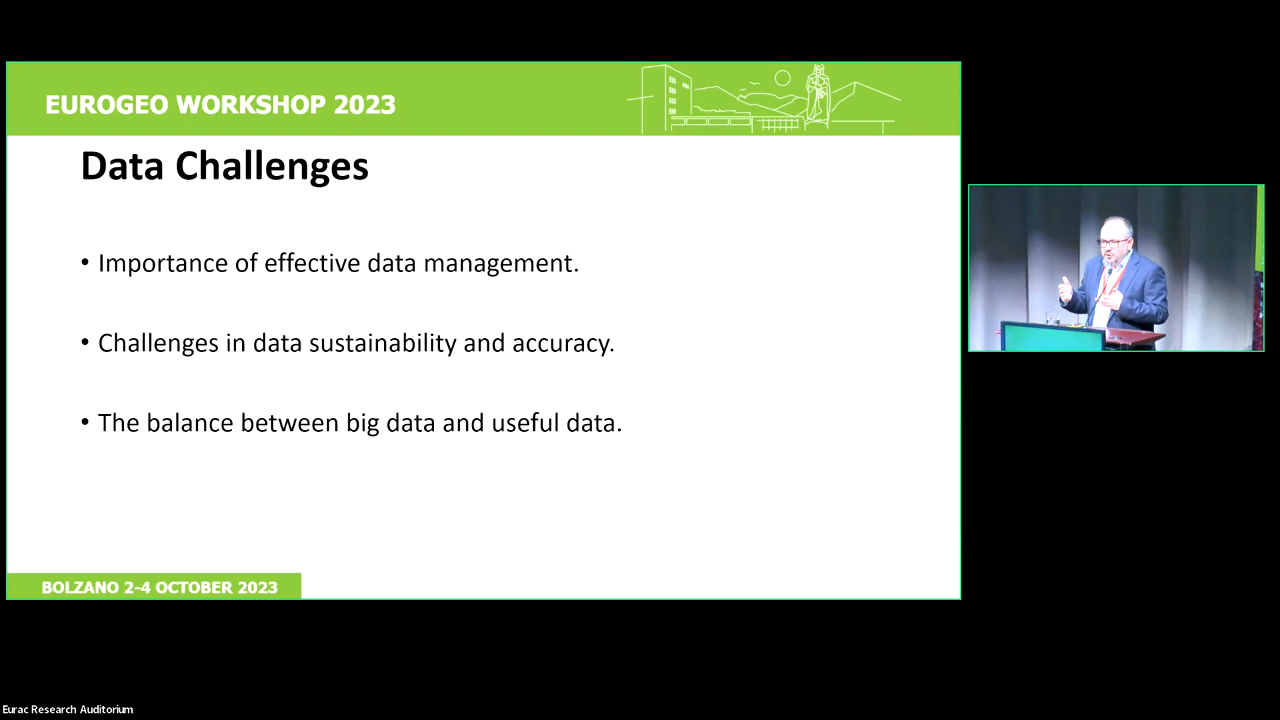 EUROGEO WORKSHOP 2023
Data Challenges
• Importance of effective data management.
• Challenges in data sustainability and accuracy.
• The balance between big data and useful data.
BOLZANO 2-4 OCTOBER 2023
Eurac Research Auditorium